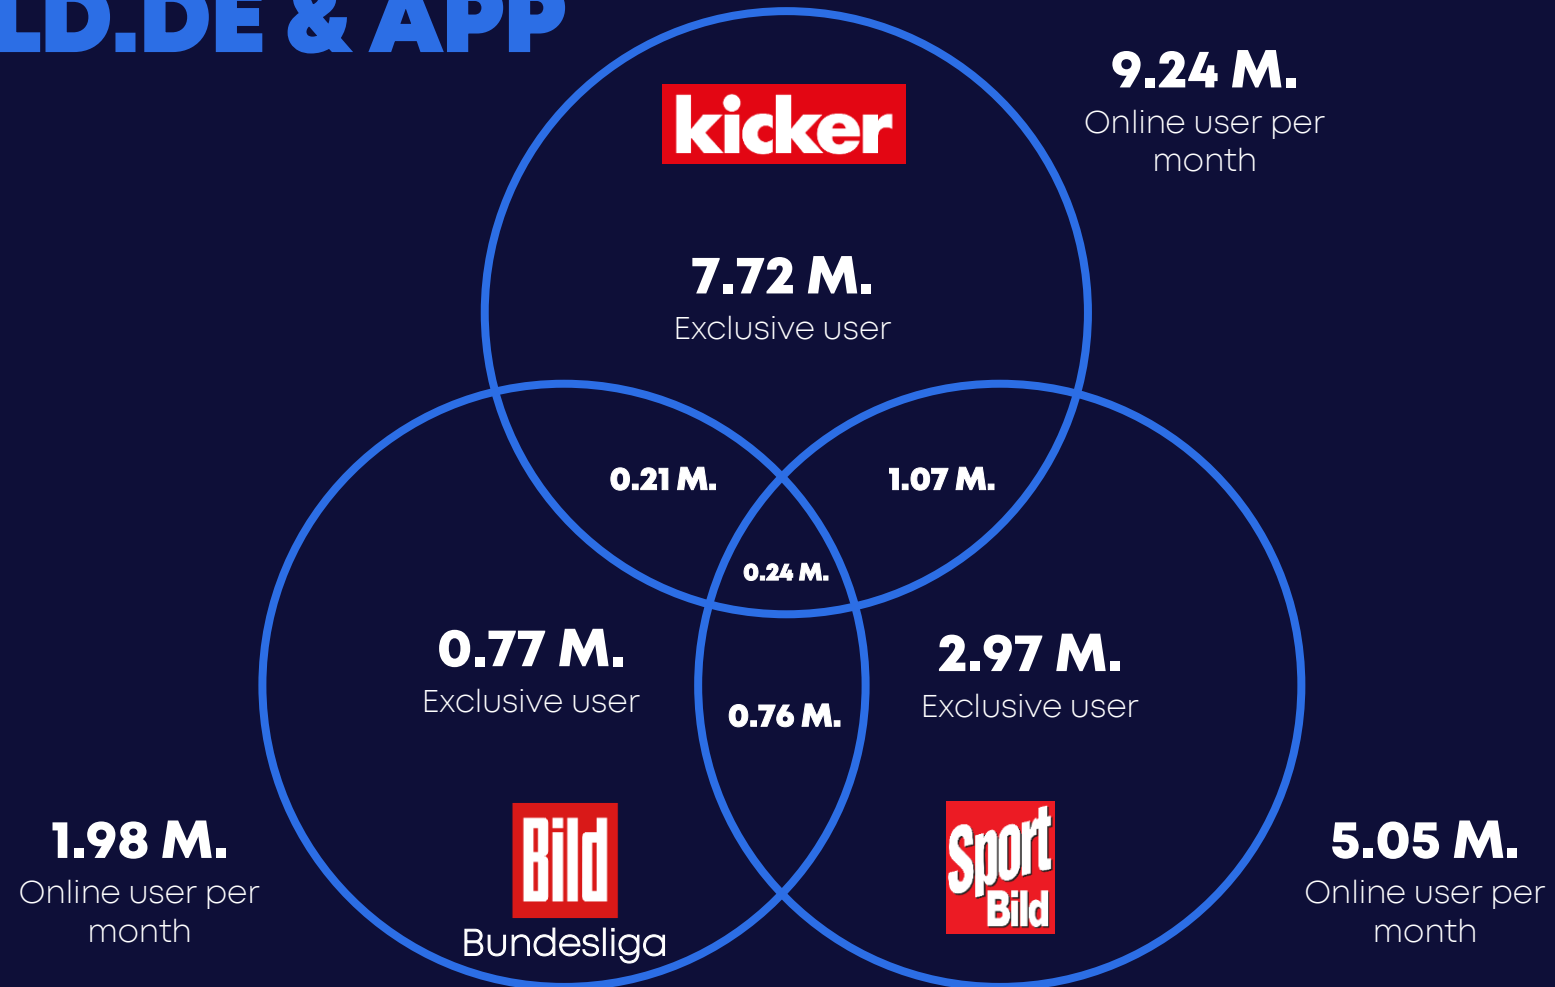 LD.DE & APP
kicker
9.24 M.
Online user per
month
7.72 M.
Exclusive user
0.21 M.
1.07 M.
0.24 M.
0.77 M.
Exclusive user
2.97 M.
Exclusive user
0.76 M.
1.98 M.
Online user per
month
Bild
Bundesliga
Sport
Bild
5.05 M.
Online user per
month